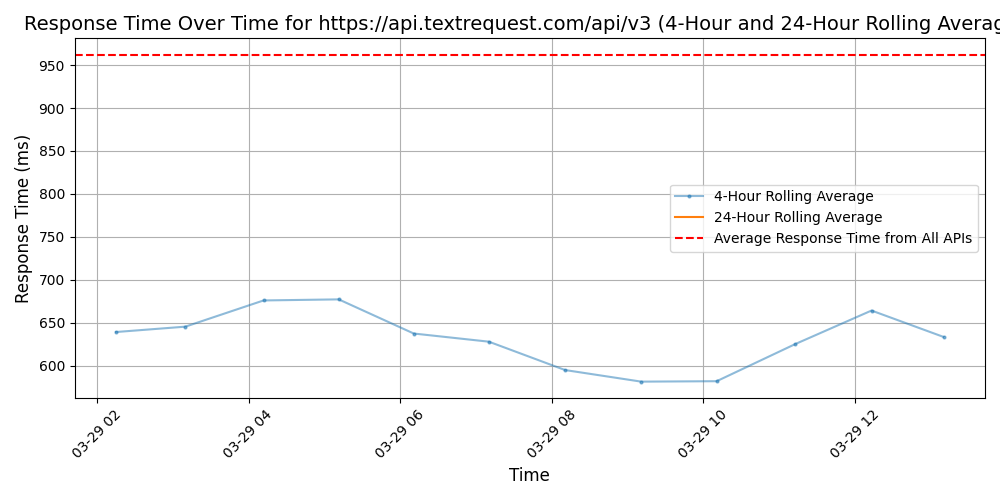 Response Time Over Time for https://api.textrequest.com/api/v3 (4-Hour and 24-Hour Rolling Averag
Response Time (ms)
950
900
850
800
750
700
650
600
4-Hour Rolling Average
24-Hour Rolling Average
Average Response Time from All APIs
03-29 02
03-29 04
03-29 06
03-29 08
03-29 10
03-29 12
Time